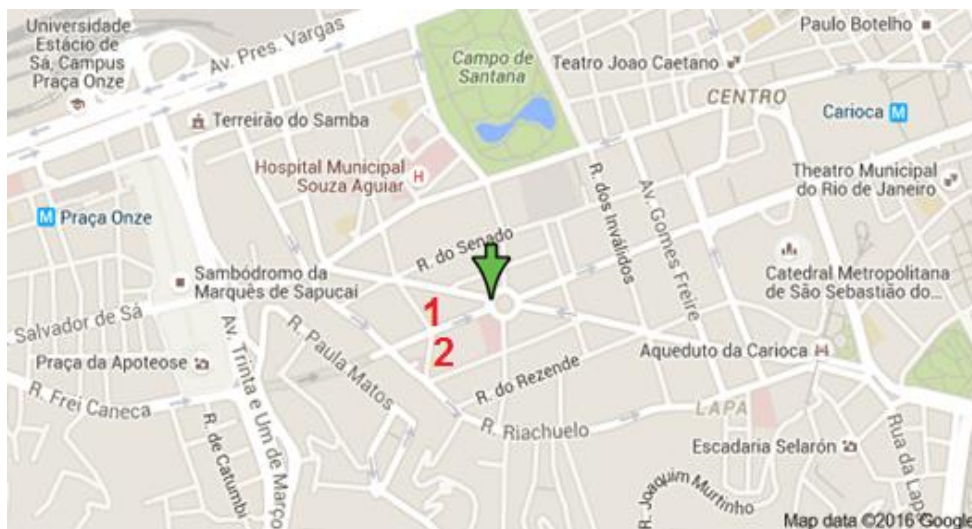 Universidade
Estácio de
Sá, Campus
Praça Onze
Av. Pres. Vargas
Campo de
Santana
Teatro Joao Caetano
Paulo Botelho
CENTRO
Carioca M
Terreirão do Samba
Hospital Municipal
Souza Aguiar
H
Theatro Municipal
do Rio de Janeiro
M Praça Onze
R. do Senado
R. dos Inválidos
Av. Gomes Freire
Sambódromo da
Marquês de Sapucaí
Catedral Metropolitana
de São Sebastião do...
1
Salvador de Sá
2
Praça da Apoteose
Av. Trinta e Um de Março
R. Paula Matos
Aqueduto da Carioca
R. do Rezende
R. Frei Caneca
LAPA
R. de Catumbi
R. Riachuelo
Escadaria Selarón
Rua da Lapa
R. Joaquim Murtinho
Map data ©2016 Google